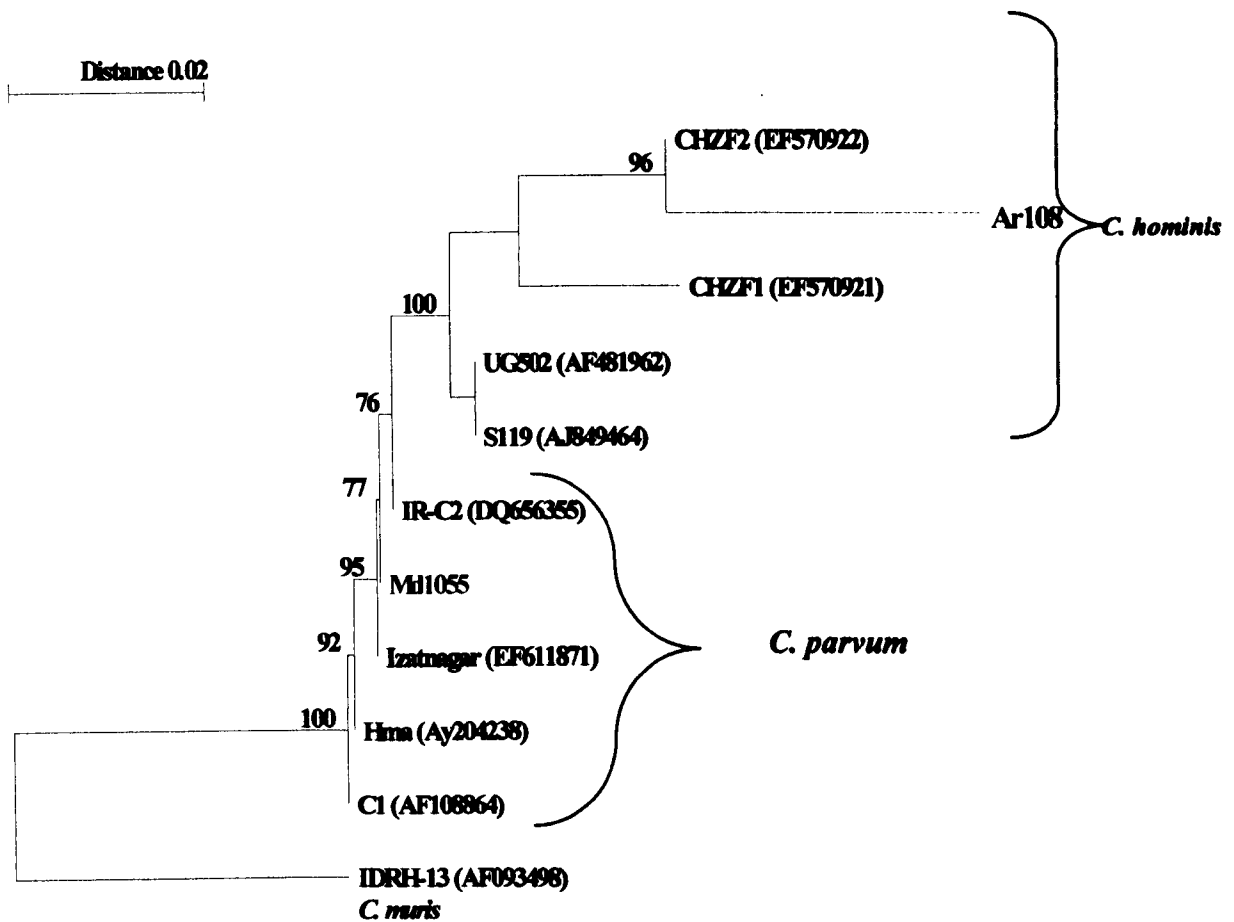 Distance 0.02
CHZF2 (EF570922)
96
Ar108
C. hominis
CHZF1 (EF570921)
100
UG502 (AF481962)
76
S119 (AJ849464)
77
IR-C2 (DQ656355)
95
Md1055
92
C. parvum
Izatnagar (EF611871)
100
Hma (Ay204238)
C1 (AF108864)
IDRH-13 (AF093498)
C. muris